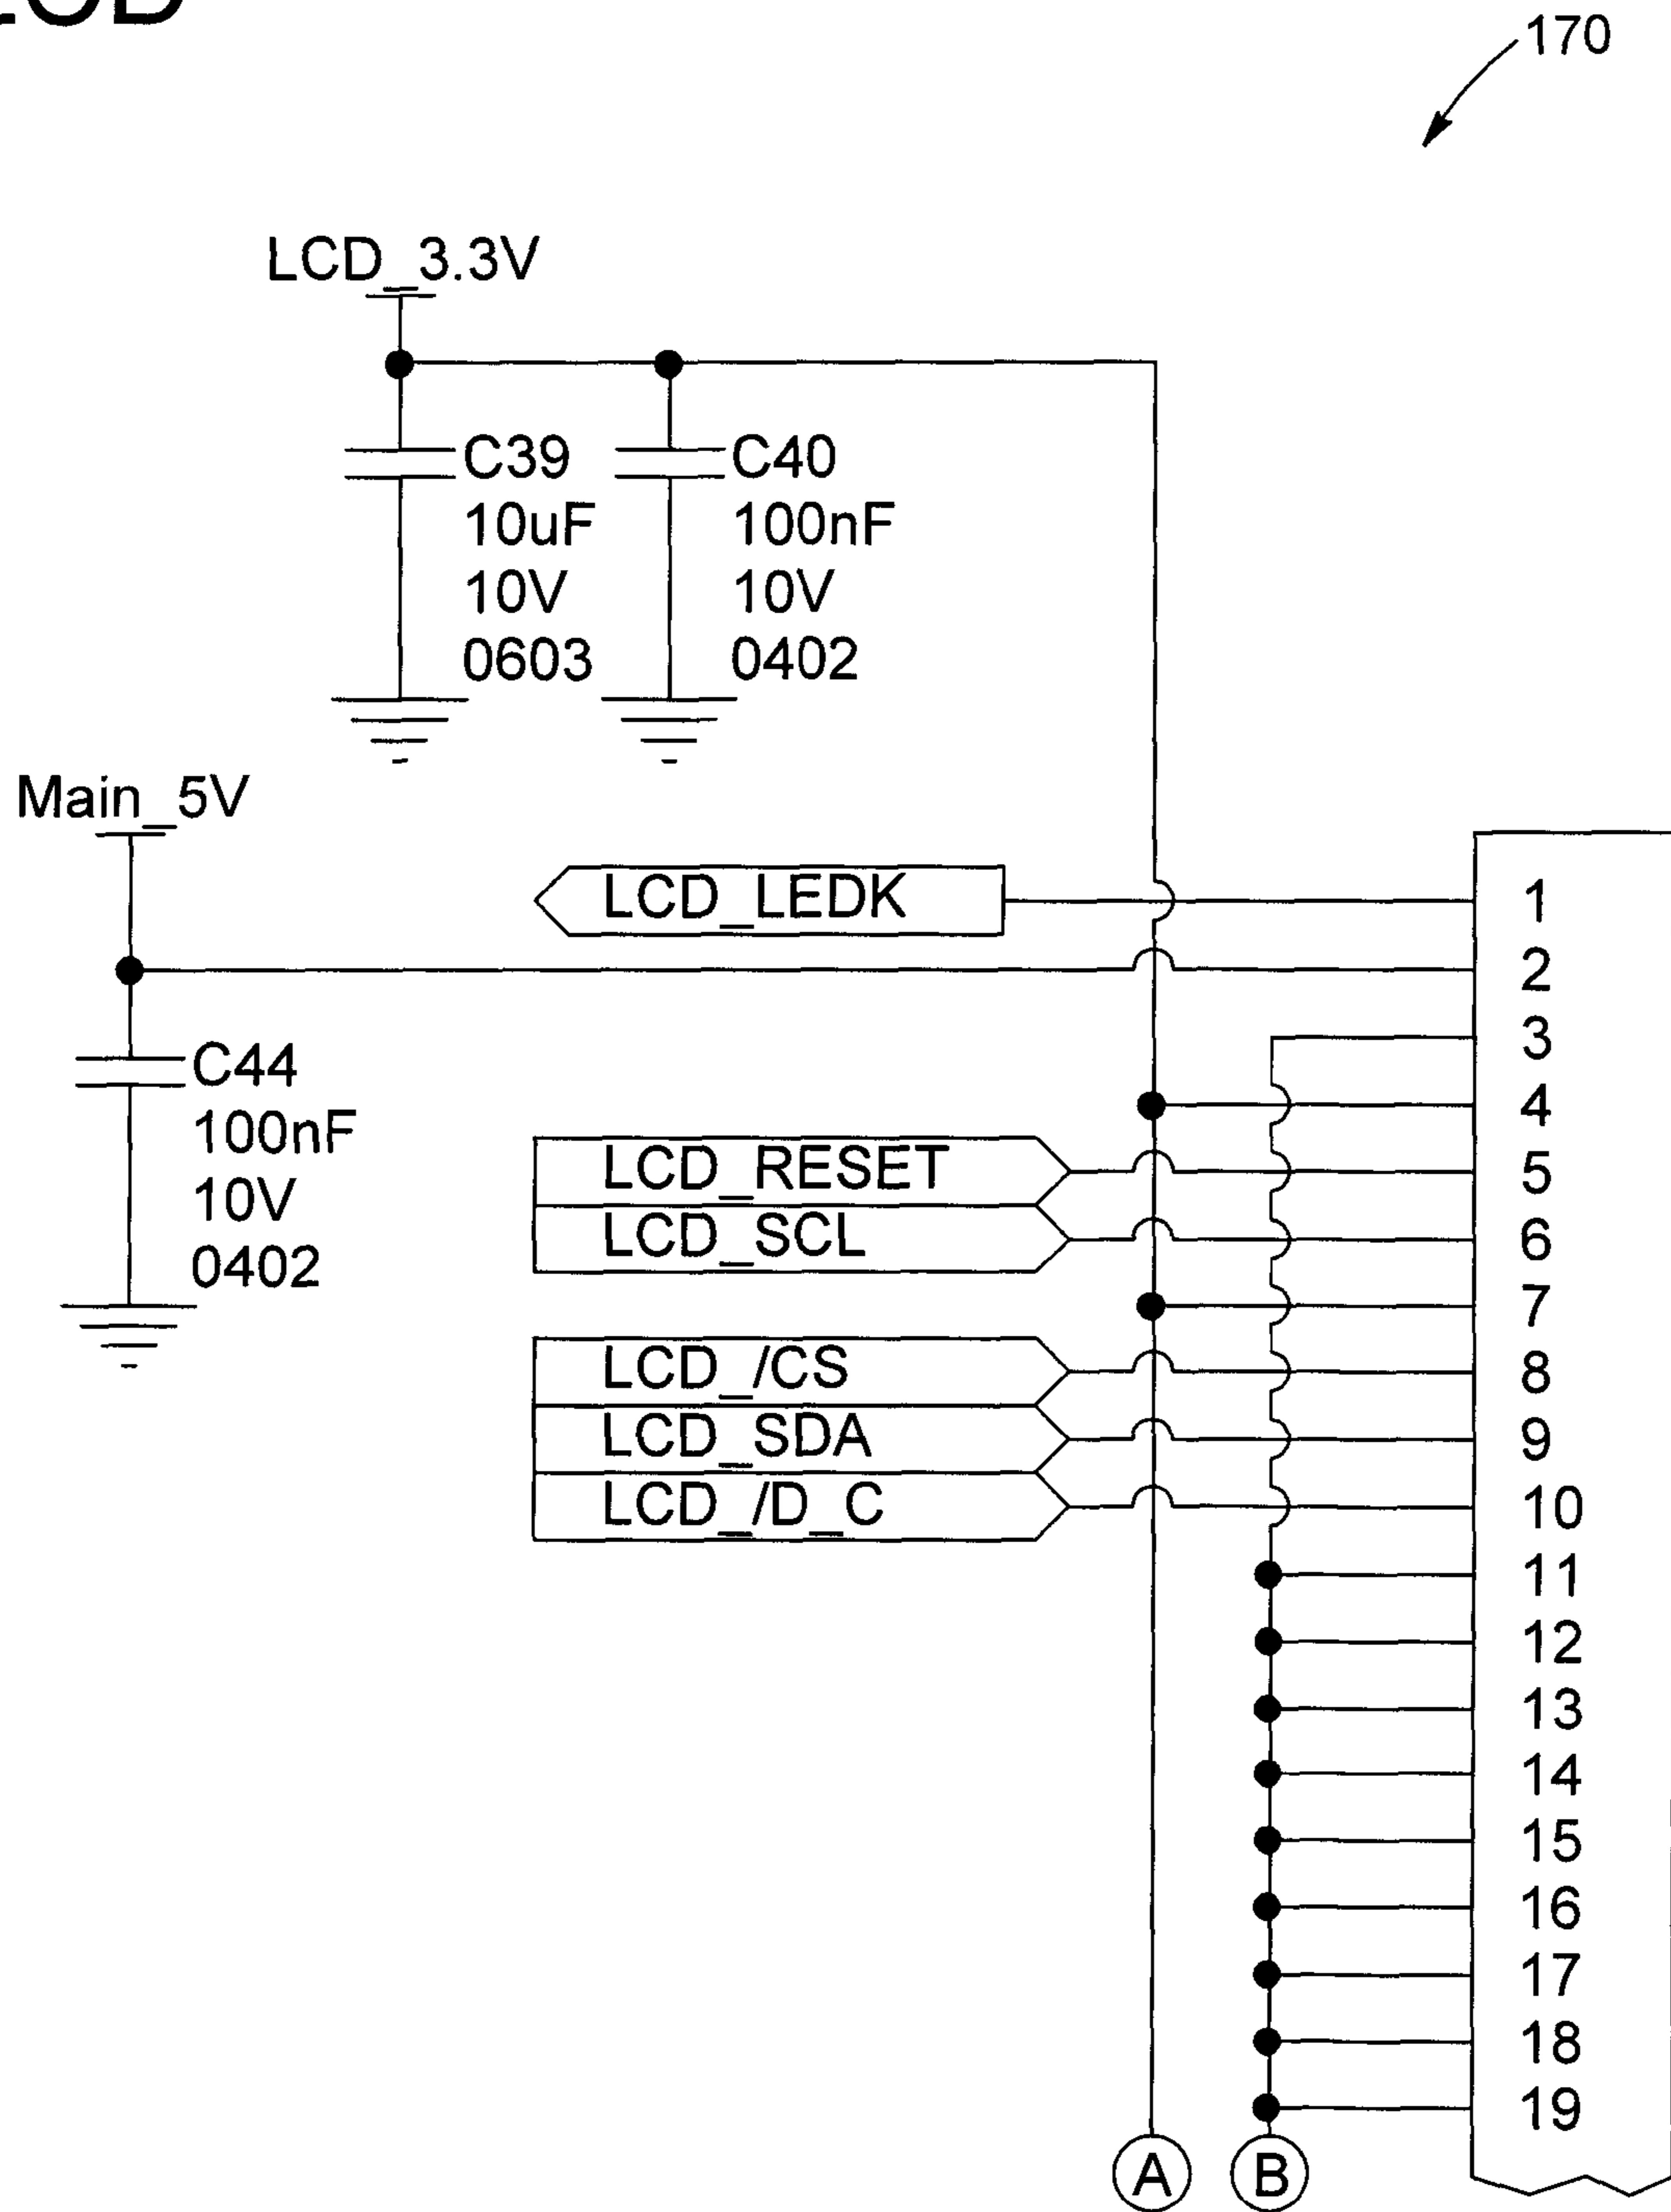 LCD
170
LCD_3.3V
C39
10uF
10V
0603
C40
100nF
10V
0402
Main_5V
C44
100nF
10V
0402
LCD_LEDK
LCD_RESET
LCD_SCL
LCD_/CS
LCD_SDA
LCD_/D_C
1
2
3
4
5
6
7
8
9
10
11
12
13
14
15
16
17
18
19
A
B